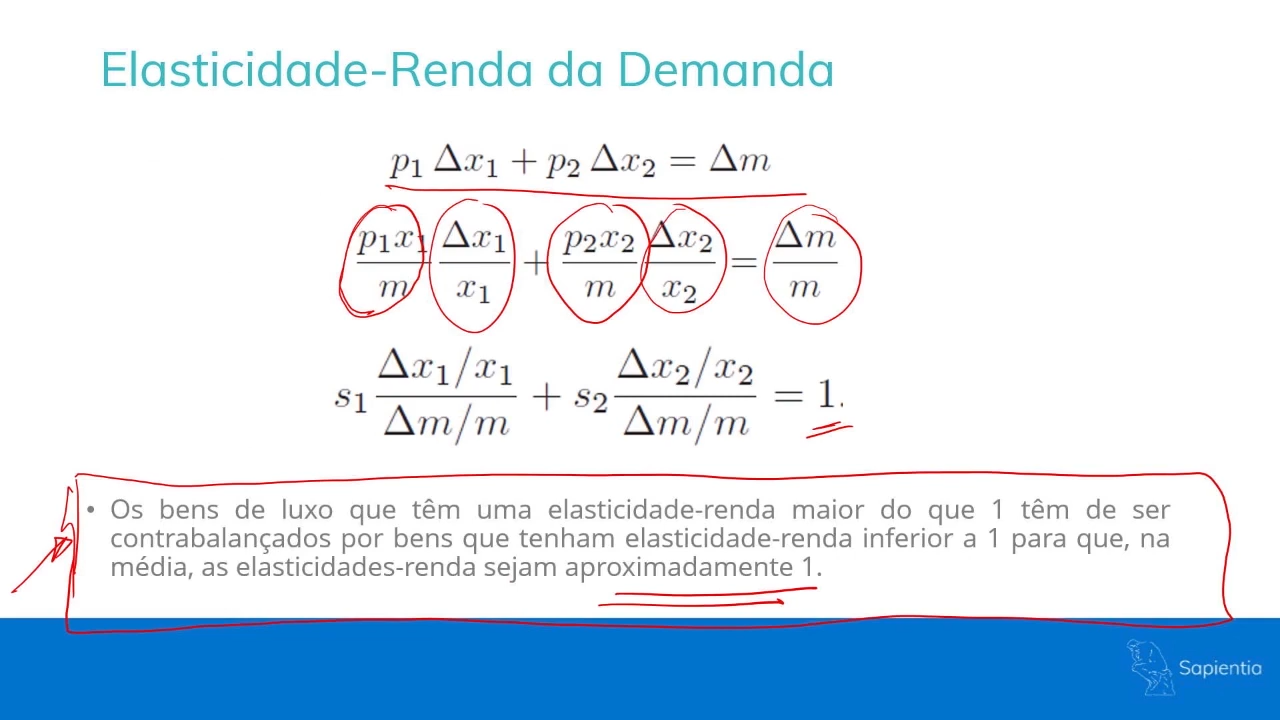 Elasticidade-Renda da Demanda
p₁ Δx₁ + p₂ Δx₂ = Δm
p₁x₁/m Δx₁/x₁ + p₂x₂/m Δx₂/x₂ = Δm/m
s₁ (Δx₁/x₁)/(Δm/m) + s₂ (Δx₂/x₂)/(Δm/m) = 1.
• Os bens de luxo que têm uma elasticidade-renda maior do que 1 têm de ser
contrabalançados por bens que tenham elasticidade-renda inferior a 1 para que, na
média, as elasticidades-renda sejam aproximadamente 1.
Sapientia